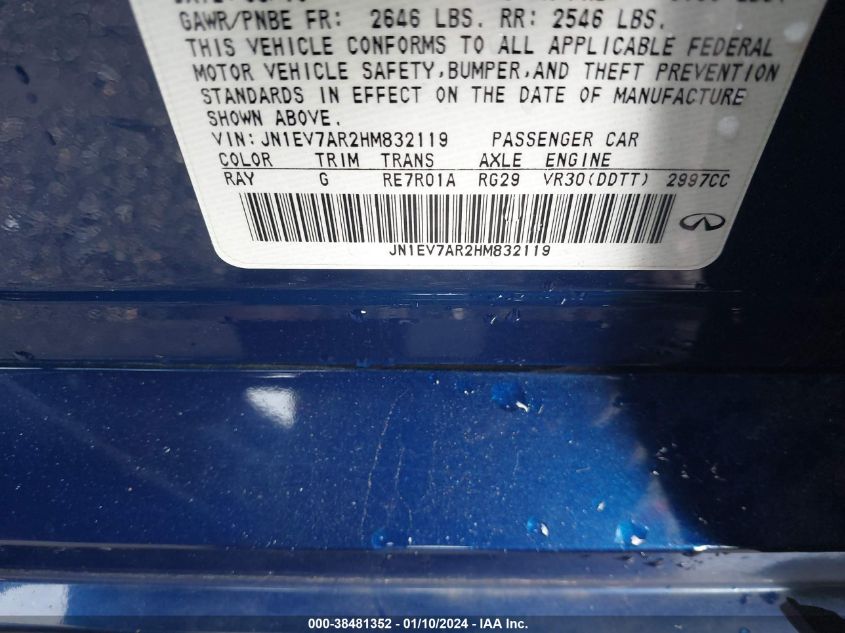 GAWR/PNBE FR: 2646 LBS. RR: 2546 LBS.
THIS VEHICLE CONFORMS TO ALL APPLICABLE FEDERAL
MOTOR VEHICLE SAFETY,BUMPER,AND THEFT PREVENTION
STANDARDS IN EFFECT ON THE DATE OF MANUFACTURE
SHOWN ABOVE.
VIN: JN1EV7AR2HM832119 PASSENGER CAR
COLOR TRIM TRANS AXLE ENGINE
RAY G RE7R01A RG29 VR30(DDTT) 2997CC
JN1EV7AR2HM832119
000-38481352 - 01/10/2024 - IAA Inc.